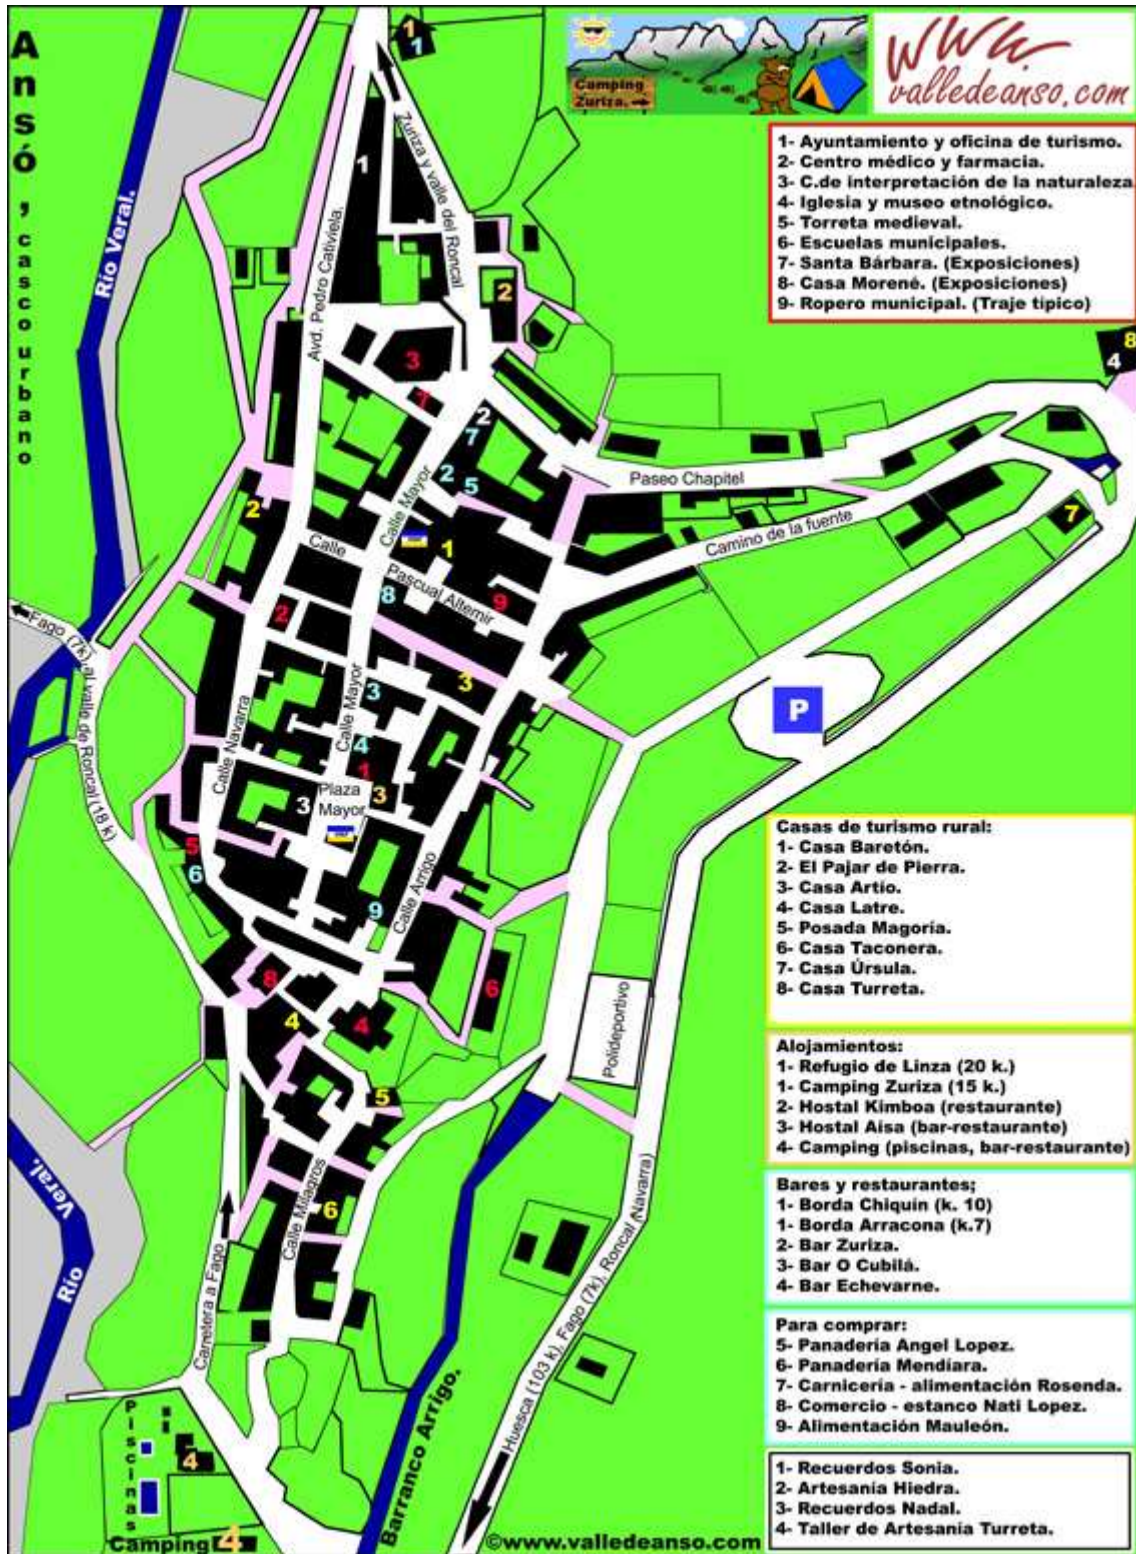 Ansó, casco urbano
Camping
Zuriza.
www.
valledeanso.com
1- Ayuntamiento y oficina de turismo.
2- Centro médico y farmacia.
3- C.de interpretación de la naturaleza
4- Iglesia y museo etnológico.
5- Torreta medieval.
6- Escuelas municipales.
7- Santa Bárbara. (Exposiciones)
8- Casa Morené. (Exposiciones)
9- Ropero municipal. (Traje típico)
Río Veral.
Avd. Pedro Cativiela.
Zuriza y valle del Roncal
Paseo Chapitel
Camino de la fuente
Calle Mayor
Calle
Pascual Altemir
Fago (7k)
al valle de Roncal (18 k)
Calle Navarra
Calle Mayor
Plaza
Mayor
Calle Arrigo
P
Polideportivo
Calle Milagros
Carretera a Fago
Río
Veral.
Huesca (103 k), Fago (7k), Roncal (Navarra)
Barranco Arrigo.
Piscinas
Camping 4
©www.valledeanso.com
Casas de turismo rural:
1- Casa Baretón.
2- El Pajar de Pierra.
3- Casa Artío.
4- Casa Latre.
5- Posada Magoría.
6- Casa Taconera.
7- Casa Úrsula.
8- Casa Turreta.
Alojamientos:
1- Refugio de Linza (20 k.)
1- Camping Zuriza (15 k.)
2- Hostal Kimboa (restaurante)
3- Hostal Aísa (bar-restaurante)
4- Camping (piscinas, bar-restaurante)
Bares y restaurantes;
1- Borda Chiquín (k. 10)
1- Borda Arracona (k.7)
2- Bar Zuriza.
3- Bar O Cubilá.
4- Bar Echevarne.
Para comprar:
5- Panadería Angel Lopez.
6- Panadería Mendiara.
7- Carnicería - alimentación Rosenda.
8- Comercio - estanco Nati Lopez.
9- Alimentación Mauleón.
1- Recuerdos Sonia.
2- Artesanía Hiedra.
3- Recuerdos Nadal.
4- Taller de Artesanía Turreta.